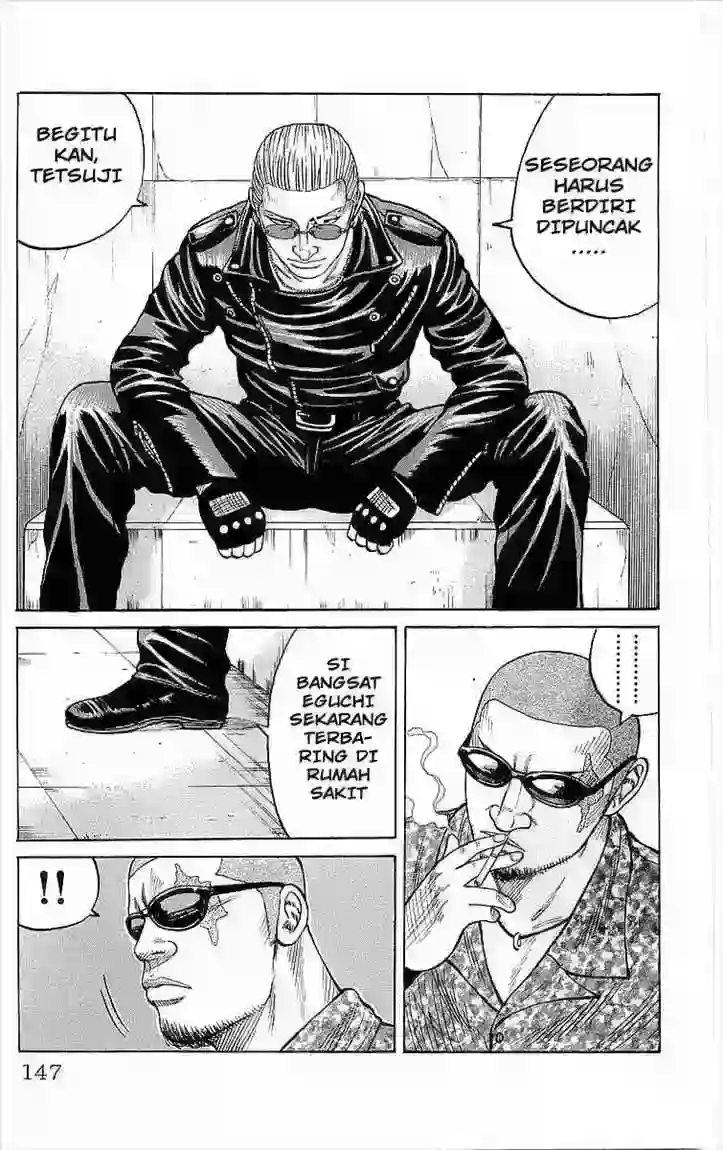 SESEORANG
HARUS
BERDIRI
DIPUNCAK
.....
BEGITU
KAN,
TETSUJI
.......
SI
BANGSAT
EGUCHI
SEKARANG
TERBA-
RING DI
RUMAH
SAKIT
!!
147